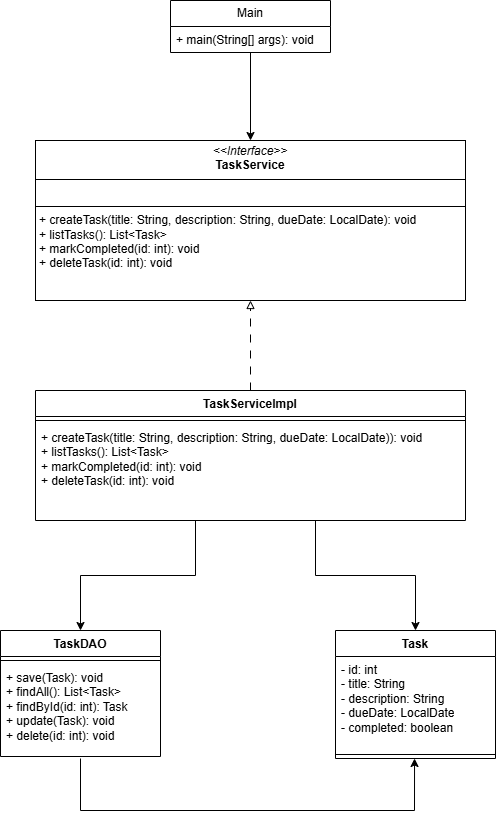 Main
+ main(String[] args): void
<<Interface>>
TaskService
+ createTask(title: String, description: String, dueDate: LocalDate): void
+ listTasks(): List<Task>
+ markCompleted(id: int): void
+ deleteTask(id: int): void
TaskServiceImpl
+ createTask(title: String, description: String, dueDate: LocalDate)): void
+ listTasks(): List<Task>
+ markCompleted(id: int): void
+ deleteTask(id: int): void
TaskDAO
+ save(Task): void
+ findAll(): List<Task>
+ findById(id: int): Task
+ update(Task): void
+ delete(id: int): void
Task
- id: int
- title: String
- description: String
- dueDate: LocalDate
- completed: boolean